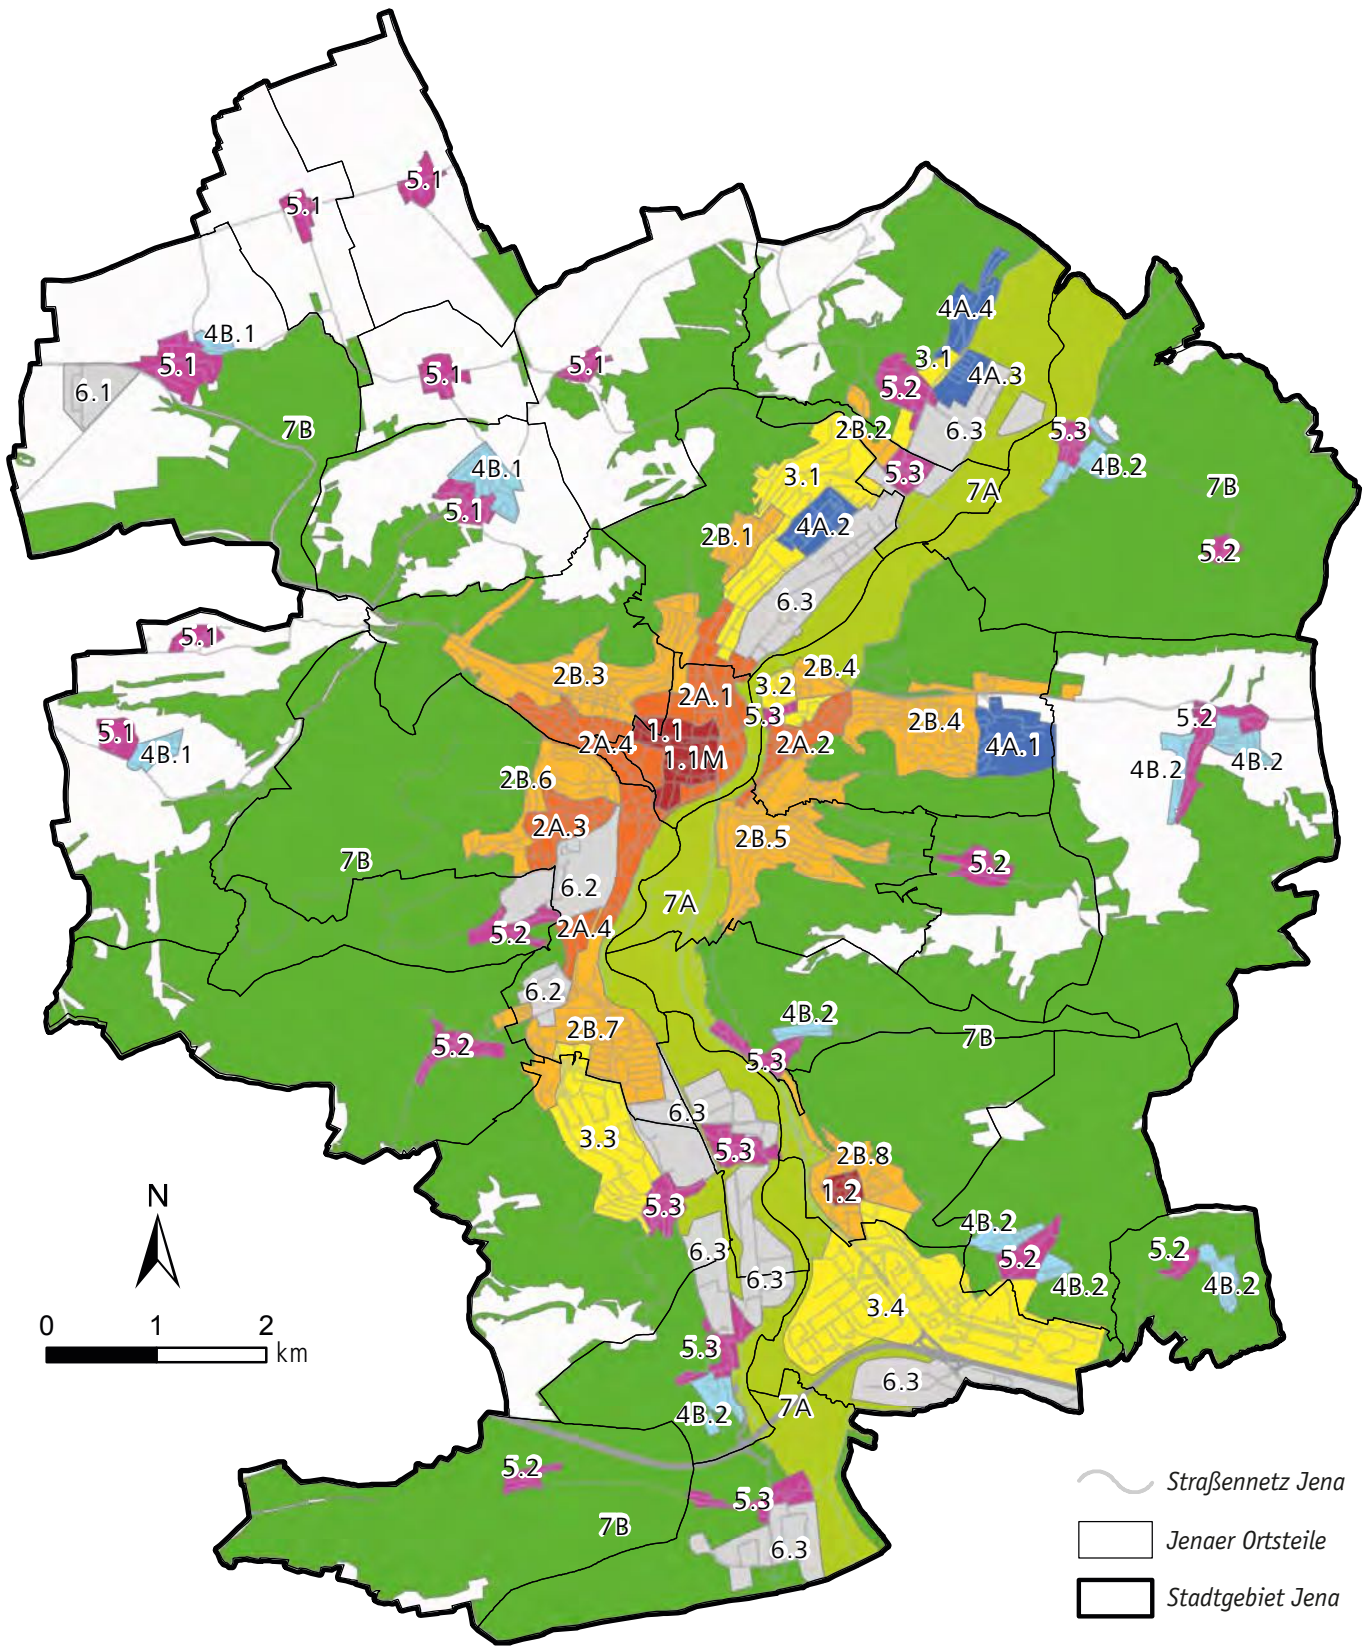 5.1
5.1
4A.4
4B.1
5.1
3.1
5.1
5.1
5.2
4A.3
6.1
7B
2B.2
6.3
5.3
4B.1
3.1
5.3
4B.2
5.1
7A
7B
2B.1
4A.2
5.2
6.3
5.1
2B.3
2B.4
3.2
2A.1
5.3
5.2
5.1
1.1
2A.4
2A.2
2B.4
4A.1
4B.1
1.1M
4B.2
4B.2
2B.6
2A.3
2B.5
7B
5.2
6.2
7A
5.2
2A.4
6.2
4B.2
2B.7
7B
5.2
5.3
6.3
3.3
5.3
2B.8
1.2
5.3
4B.2
6.3
5.2
5.2
6.3
4B.2
4B.2
3.4
N
0 1 2
km
5.3
6.3
7A
4B.2
5.2
5.3
7B
6.3
Straßennetz Jena
Jenaer Ortsteile
Stadtgebiet Jena